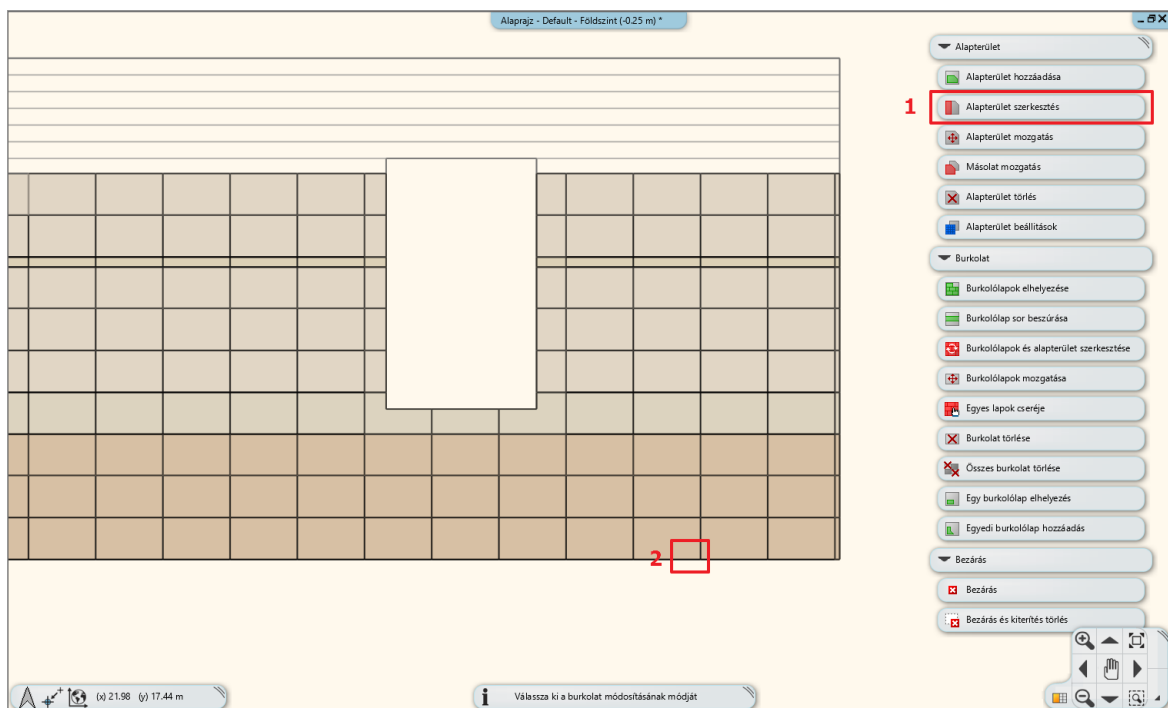 Alaprajz - Default - Földszint (-0.25 m) *
Alapterület
Alapterület hozzáadása
1
Alapterület szerkesztés
Alapterület mozgatás
Másolat mozgatás
Alapterület törlés
Alapterület beállítások
Burkolat
Burkolólapok elhelyezése
Burkolólap sor beszúrása
Burkolólapok és alapterület szerkesztése
Burkolólapok mozgatása
Egyes lapok cseréje
Burkolat törlése
Összes burkolat törlése
Egy burkolólap elhelyezés
Egyedi burkolólap hozzáadás
2
Bezárás
Bezárás
Bezárás és kiterítés törlés
(x) 21.98 (y) 17.44 m
Válassza ki a burkolat módosításának módját